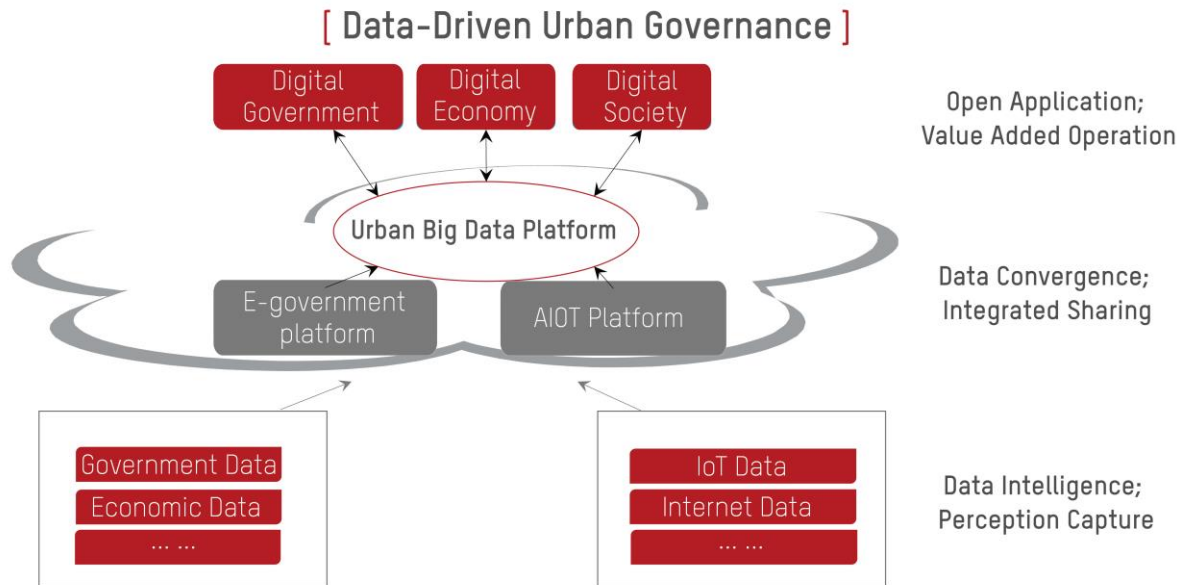 [ Data-Driven Urban Governance ]
Digital
Government
Digital
Economy
Digital
Society
Open Application;
Value Added Operation
Urban Big Data Platform
E-government
platform
AIOT Platform
Data Convergence;
Integrated Sharing
Government Data
Economic Data
... ...
IoT Data
Internet Data
... ...
Data Intelligence;
Perception Capture